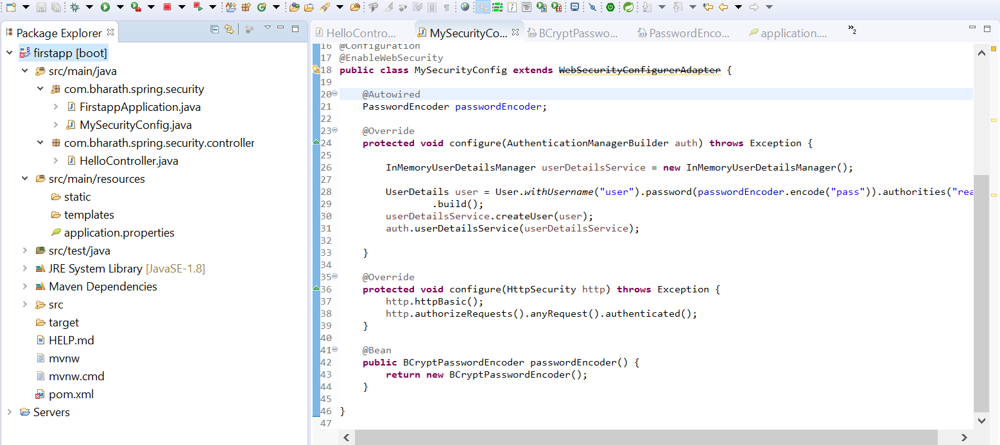 Package Explorer
firstapp [boot]
src/main/java
com.bharath.spring.security
FirstappApplication.java
MySecurityConfig.java
com.bharath.spring.security.controller
HelloController.java
src/main/resources
static
templates
application.properties
src/test/java
JRE System Library [JavaSE-1.8]
Maven Dependencies
src
target
HELP.md
mvnw
mvnw.cmd
pom.xml
Servers
HelloContro... MySecurityCo... BCryptPasswo... PasswordEnco... application.... »2
16 @Configuration
17 @EnableWebSecurity
18 public class MySecurityConfig extends WebSecurityConfigurerAdapter {
19
20 @Autowired
21 PasswordEncoder passwordEncoder;
22
23 @Override
24 protected void configure(AuthenticationManagerBuilder auth) throws Exception {
25
26 InMemoryUserDetailsManager userDetailsService = new InMemoryUserDetailsManager();
27
28 UserDetails user = User.withUsername("user").password(passwordEncoder.encode("pass")).authorities("rea
29 .build();
30 userDetailsService.createUser(user);
31 auth.userDetailsService(userDetailsService);
32
33 }
34
35 @Override
36 protected void configure(HttpSecurity http) throws Exception {
37 http.httpBasic();
38 http.authorizeRequests().anyRequest().authenticated();
39 }
40
41 @Bean
42 public BCryptPasswordEncoder passwordEncoder() {
43 return new BCryptPasswordEncoder();
44 }
45
46 }
47